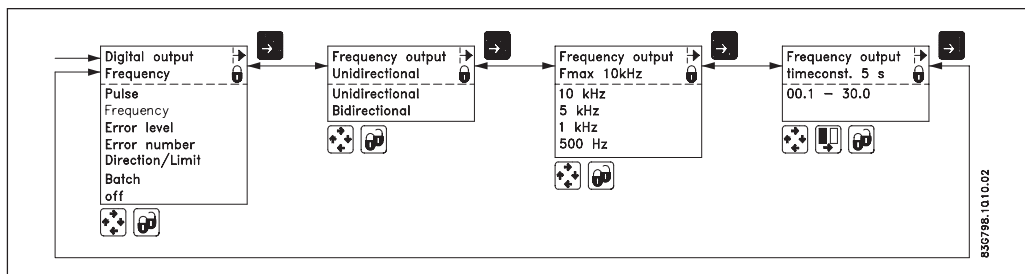 Digital output
Frequency
Pulse
Frequency
Error level
Error number
Direction/Limit
Batch
off
Frequency output
Unidirectional
Unidirectional
Bidirectional
Frequency output
Fmax 10kHz
10 kHz
5 kHz
1 kHz
500 Hz
Frequency output
timeconst. 5 s
00.1 – 30.0
83G798.10.10.02